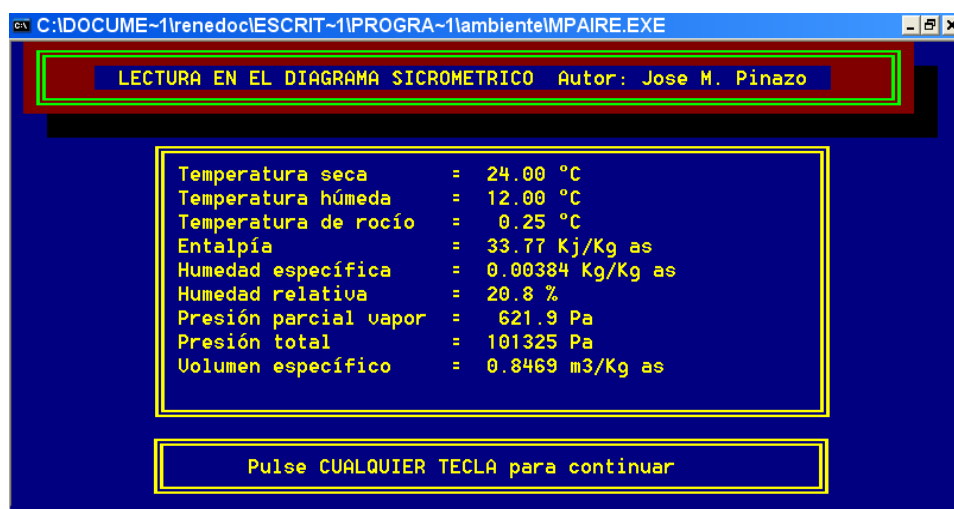 C:\DOCUME~1\renedoc\ESCRIT~1\PROGRA~1\ambiente\MPAIRE.EXE
LECTURA EN EL DIAGRAMA SICROMETRICO Autor: Jose M. Pinazo
Temperatura seca = 24.00 °C
Temperatura húmeda = 12.00 °C
Temperatura de rocío = 0.25 °C
Entalpía = 33.77 Kj/Kg as
Humedad específica = 0.00384 Kg/Kg as
Humedad relativa = 20.8 %
Presión parcial vapor = 621.9 Pa
Presión total = 101325 Pa
Volumen específico = 0.8469 m3/Kg as
Pulse CUALQUIER TECLA para continuar